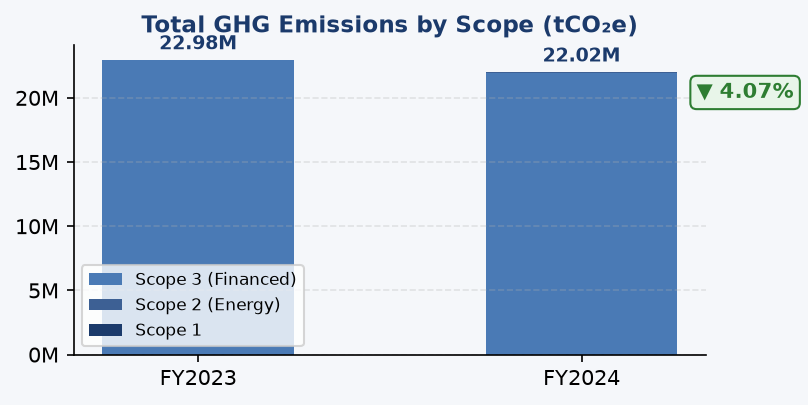 Total GHG Emissions by Scope (tCO₂e)
22.98M
22.02M
▼ 4.07%
20M
15M
10M
5M
0M
Scope 3 (Financed)
Scope 2 (Energy)
Scope 1
FY2023
FY2024